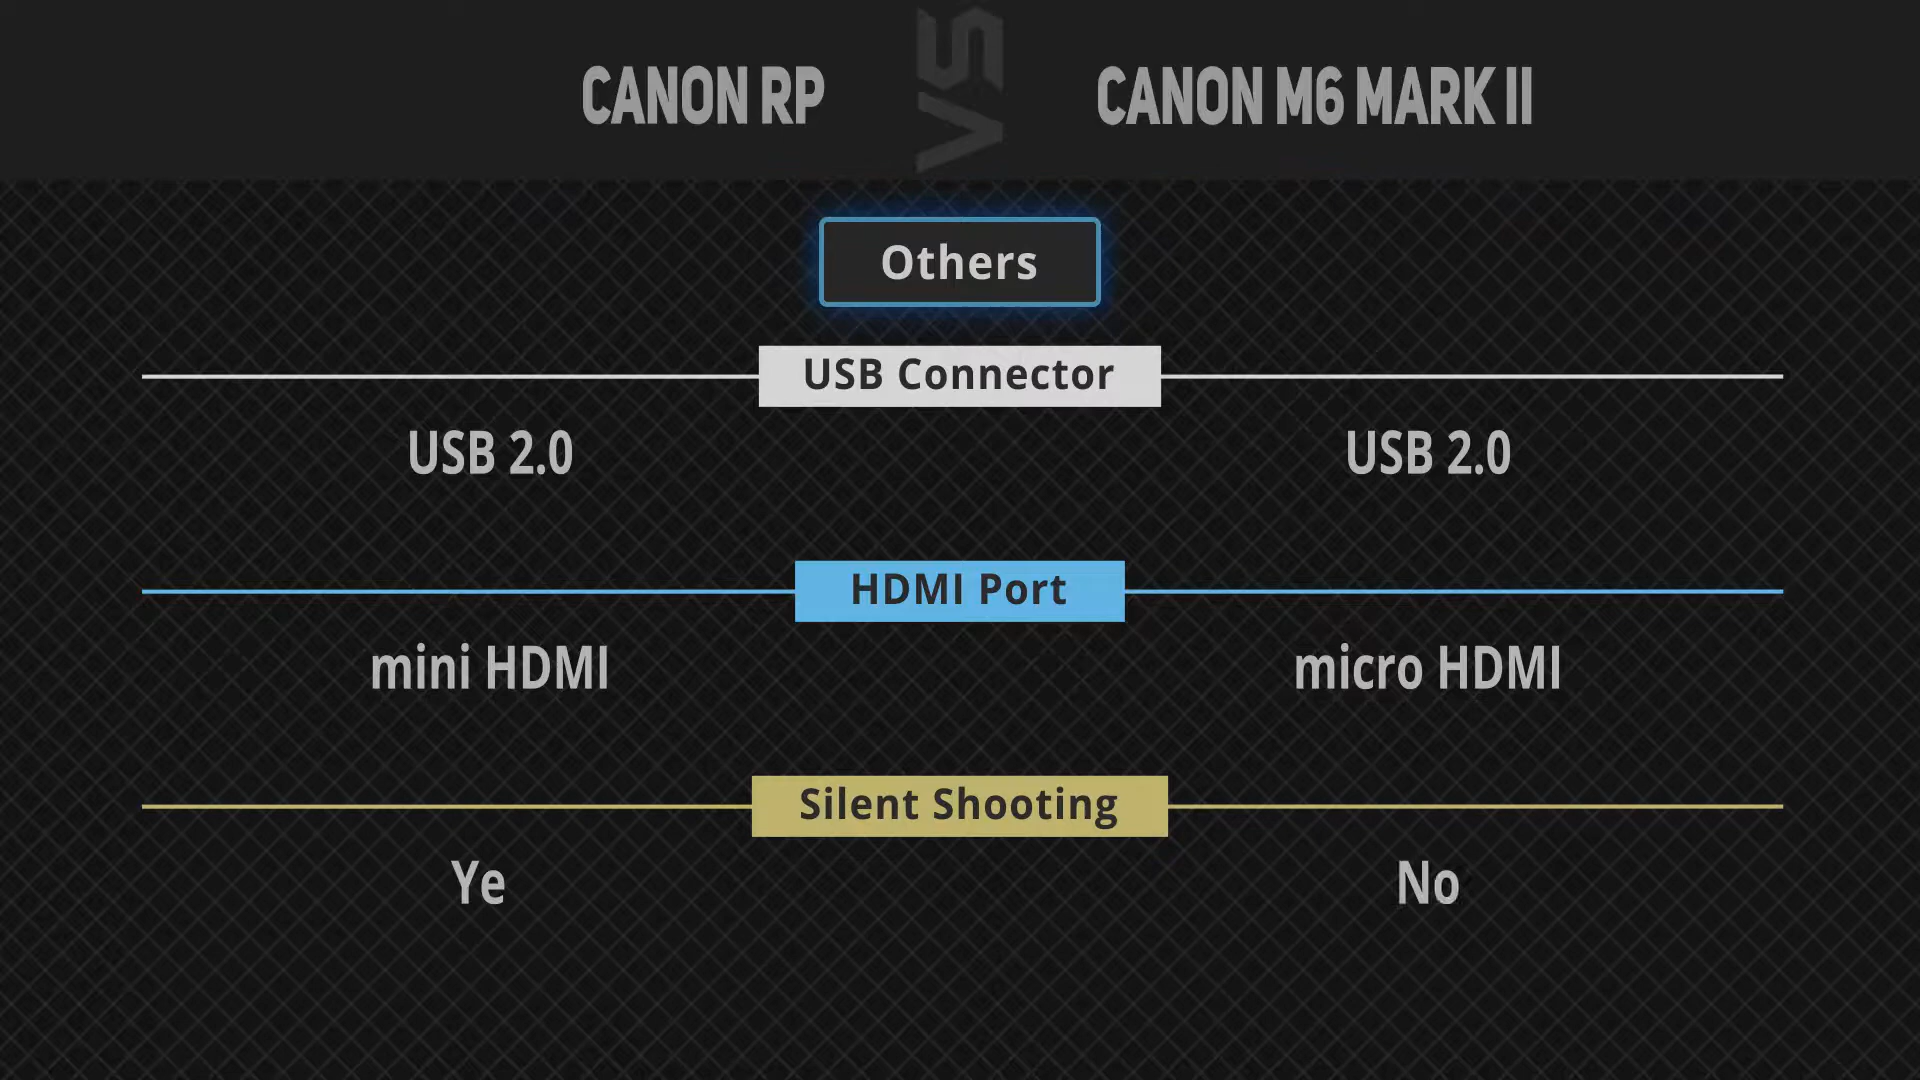 CANON RP VS CANON M6 MARK II
Others
USB Connector
USB 2.0 USB 2.0
HDMI Port
mini HDMI micro HDMI
Silent Shooting
Ye No